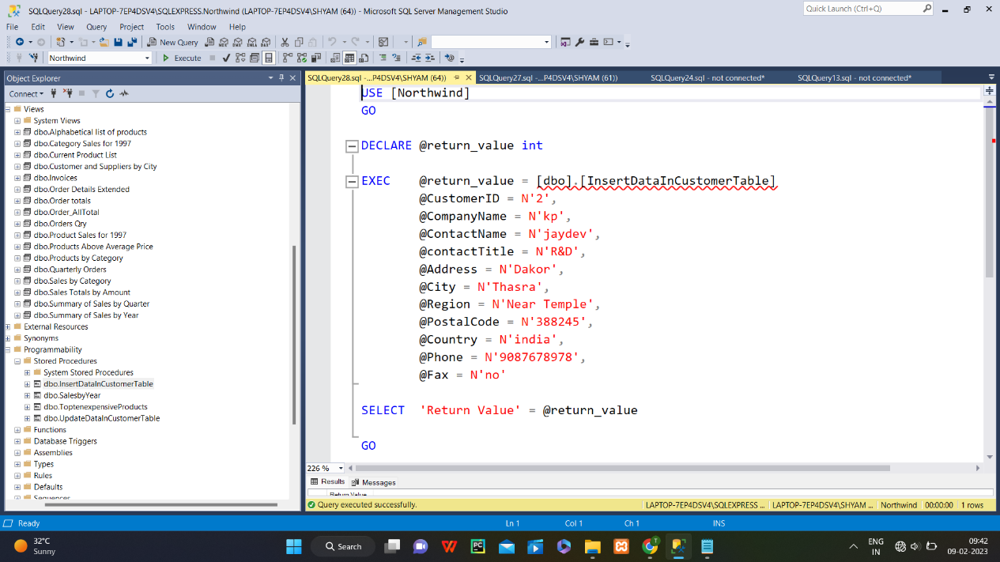 SQLQuery28.sql - LAPTOP-7EP4DSV4\SQLEXPRESS.Northwind (LAPTOP-7EP4DSV4\SHYAM (64)) - Microsoft SQL Server Management Studio
Quick Launch (Ctrl+Q)
File Edit View Query Project Tools Window Help
New Query
Northwind
Execute
Object Explorer
SQLQuery28.sql -...P4DSV4\SHYAM (64))
SQLQuery27.sql -...P4DSV4\SHYAM (61))
SQLQuery24.sql - not connected*
SQLQuery13.sql - not connected*
Connect
Views
System Views
dbo.Alphabetical list of products
dbo.Category Sales for 1997
dbo.Current Product List
dbo.Customer and Suppliers by City
dbo.Invoices
dbo.Order Details Extended
dbo.Order totals
dbo.Order_AllTotal
dbo.Orders Qry
dbo.Product Sales for 1997
dbo.Products Above Average Price
dbo.Products by Category
dbo.Quarterly Orders
dbo.Sales by Category
dbo.Sales Totals by Amount
dbo.Summary of Sales by Quarter
dbo.Summary of Sales by Year
External Resources
Synonyms
Programmability
Stored Procedures
System Stored Procedures
dbo.InsertDataInCustomerTable
dbo.SalesbyYear
dbo.ToptenexpensiveProducts
dbo.UpdateDataInCustomerTable
Functions
Database Triggers
Assemblies
Types
Rules
Defaults
Sequences
USE [Northwind]
GO
DECLARE @return_value int
EXEC @return_value = [dbo].[InsertDataInCustomerTable]
@CustomerID = N'2',
@CompanyName = N'kp',
@ContactName = N'jaydev',
@contactTitle = N'R&D',
@Address = N'Dakor',
@City = N'Thasra',
@Region = N'Near Temple',
@PostalCode = N'388245',
@Country = N'india',
@Phone = N'9087678978',
@Fax = N'no'
SELECT 'Return Value' = @return_value
GO
226 %
Results Messages
Return Value
Query executed successfully.
LAPTOP-7EP4DSV4\SQLEXPRESS ... LAPTOP-7EP4DSV4\SHYAM ... Northwind 00:00:00 1 rows
Ready
Ln 1 Col 1 Ch 1 INS
32°C
Sunny
Search
ENG
IN
09:42
09-02-2023